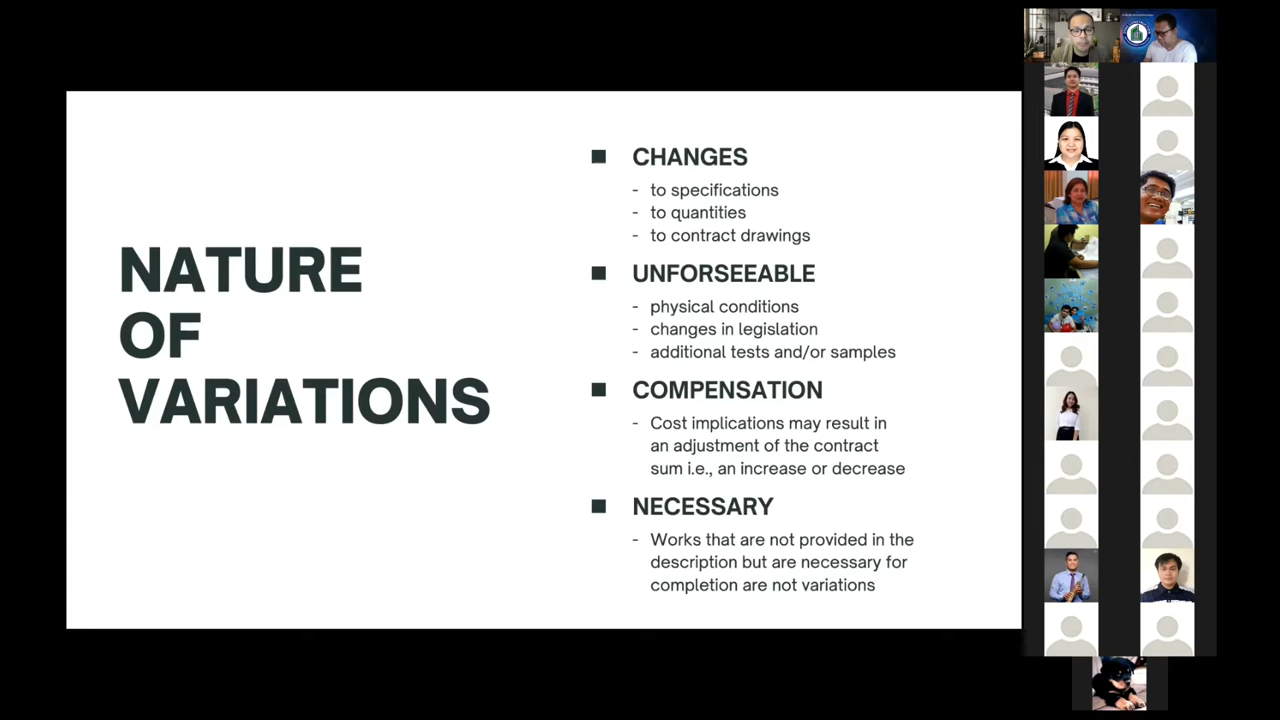 NATURE
OF
VARIATIONS
■ CHANGES
- to specifications
- to quantities
- to contract drawings
■ UNFORSEEABLE
- physical conditions
- changes in legislation
- additional tests and/or samples
■ COMPENSATION
- Cost implications may result in
an adjustment of the contract
sum i.e., an increase or decrease
■ NECESSARY
- Works that are not provided in the
description but are necessary for
completion are not variations